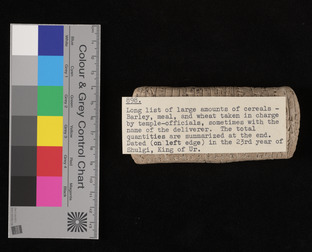 Colour & Grey Control Chart
898.
Long list of large amounts of cereals -
Barley, meal, and wheat taken in charge
by temple-officials, sometimes with the
name of the deliverer. The total
quantities are summarized at the end.
Dated (on left edge) in the 23rd year of
Shulgi, King of Ur.